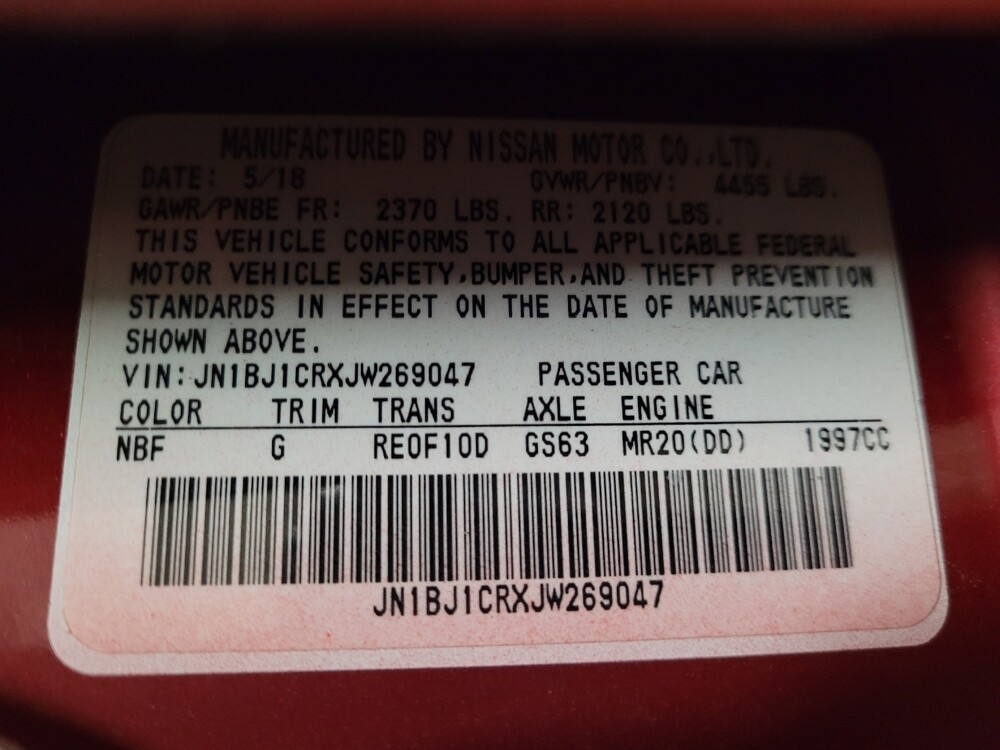 MANUFACTURED BY NISSAN MOTOR CO.,LTD.
DATE: 5/18 GVWR/PNBV: 4455 LBS.
GAWR/PNBE FR: 2370 LBS. RR: 2120 LBS.
THIS VEHICLE CONFORMS TO ALL APPLICABLE FEDERAL
MOTOR VEHICLE SAFETY,BUMPER,AND THEFT PREVENTION
STANDARDS IN EFFECT ON THE DATE OF MANUFACTURE
SHOWN ABOVE.
VIN:JN1BJ1CRXJW269047 PASSENGER CAR
COLOR TRIM TRANS AXLE ENGINE
NBF G RE0F10D GS63 MR20(DD) 1997CC
JN1BJ1CRXJW269047